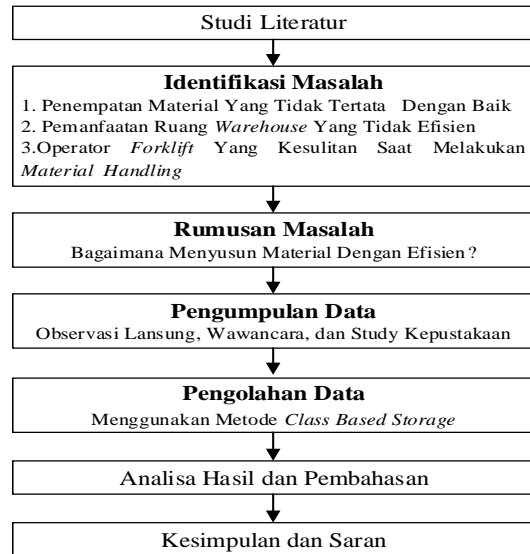 Studi Literatur
Identifikasi Masalah
1. Penempatan Material Yang Tidak Tertata Dengan Baik
2. Pemanfaatan Ruang Warehouse Yang Tidak Efisien
3.Operator Forklift Yang Kesulitan Saat Melakukan
Material Handling
Rumusan Masalah
Bagaimana Menyusun Material Dengan Efisien?
Pengumpulan Data
Observasi Lansung, Wawancara, dan Study Kepustakaan
Pengolahan Data
Menggunakan Metode Class Based Storage
Analisa Hasil dan Pembahasan
Kesimpulan dan Saran